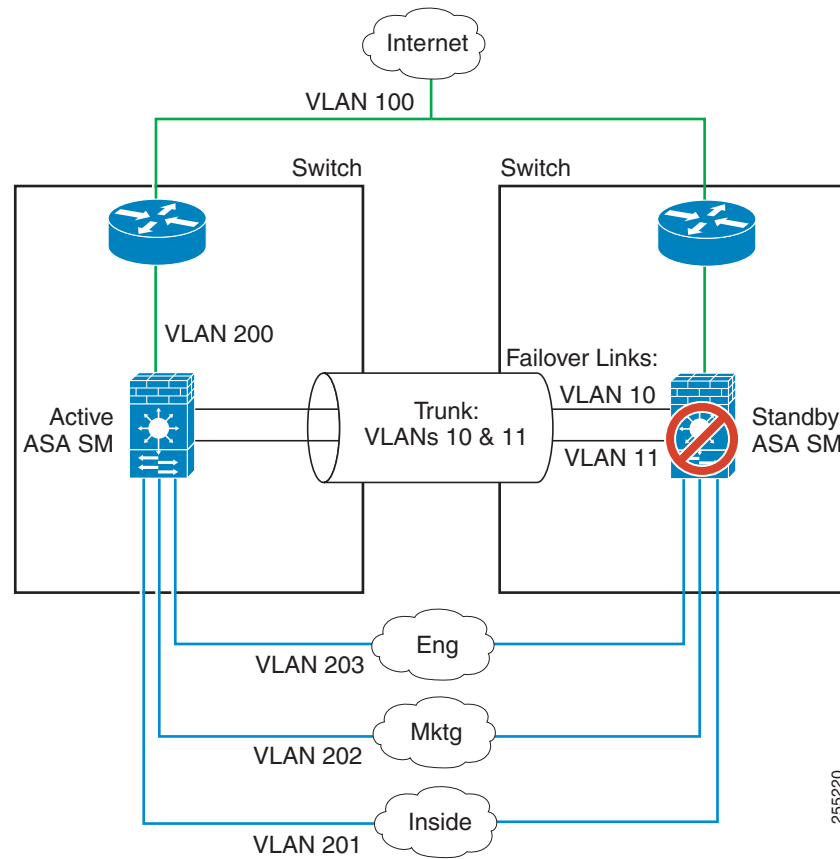 Internet
VLAN 100
Switch
Switch
VLAN 200
Failover Links:
VLAN 10
Active
ASA SM
Trunk:
VLANs 10 & 11
Standby
ASA SM
VLAN 11
Eng
VLAN 203
Mktg
VLAN 202
Inside
VLAN 201
255220